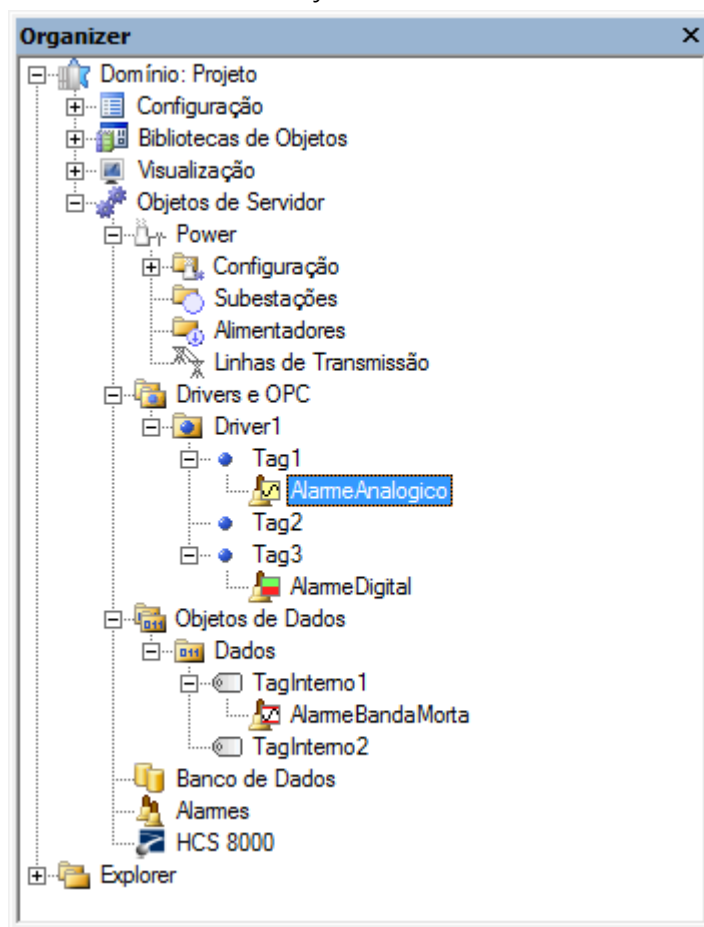 Organizer
Domínio: Projeto
Configuração
Bibliotecas de Objetos
Visualização
Objetos de Servidor
Power
Configuração
Subestações
Alimentadores
Linhas de Transmissão
Drivers e OPC
Driver1
Tag1
AlarmeAnalogico
Tag2
Tag3
AlarmeDigital
Objetos de Dados
Dados
TagInterno1
AlarmeBandaMorta
TagInterno2
Banco de Dados
Alarmes
HCS 8000
Explorer